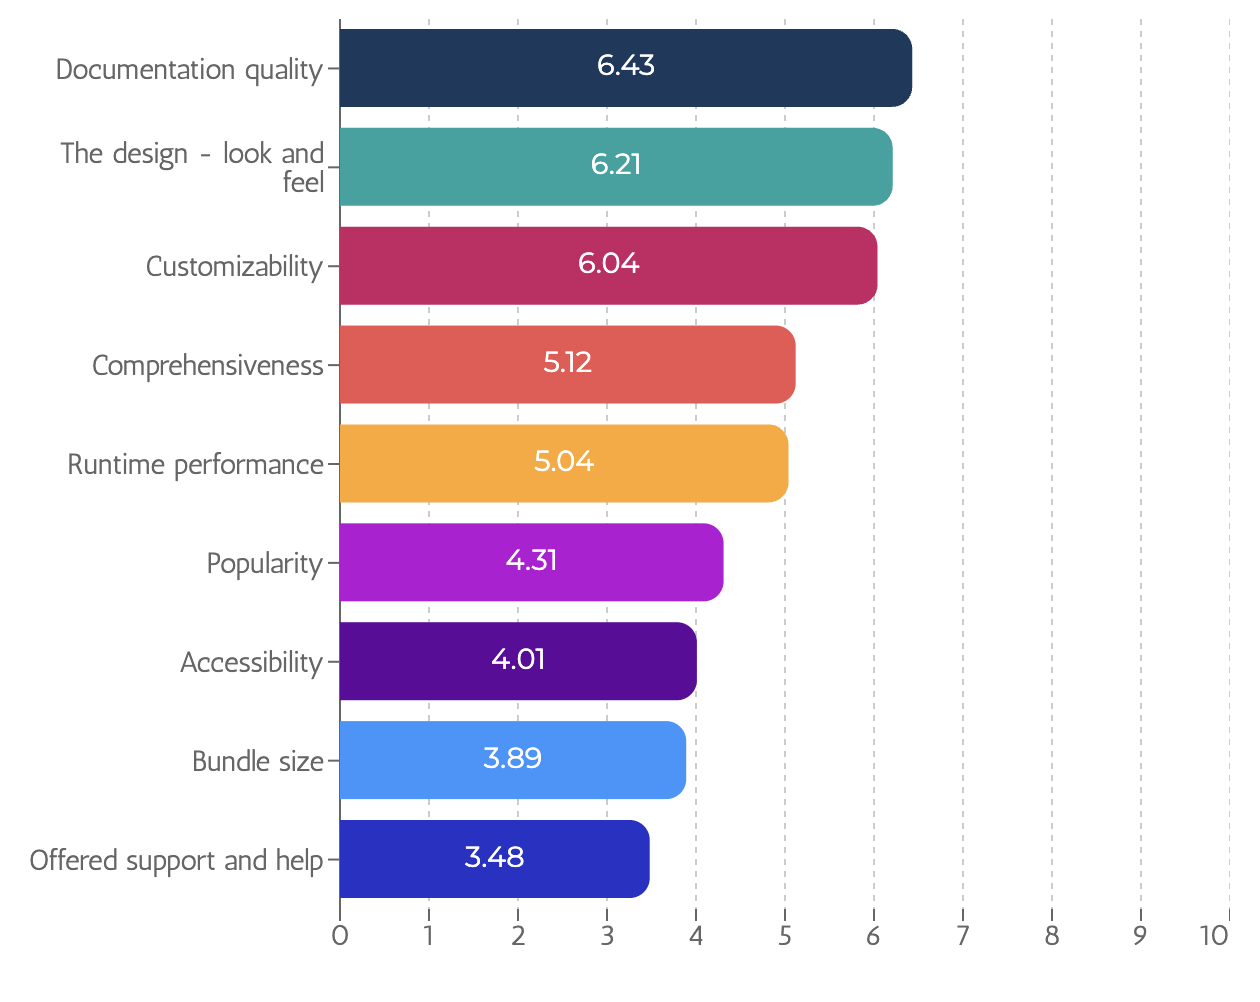 Documentation quality
6.43
The design - look and
feel
6.21
Customizability
6.04
Comprehensiveness
5.12
Runtime performance
5.04
Popularity
4.31
Accessibility
4.01
Bundle size
3.89
Offered support and help
3.48
0 1 2 3 4 5 6 7 8 9 10